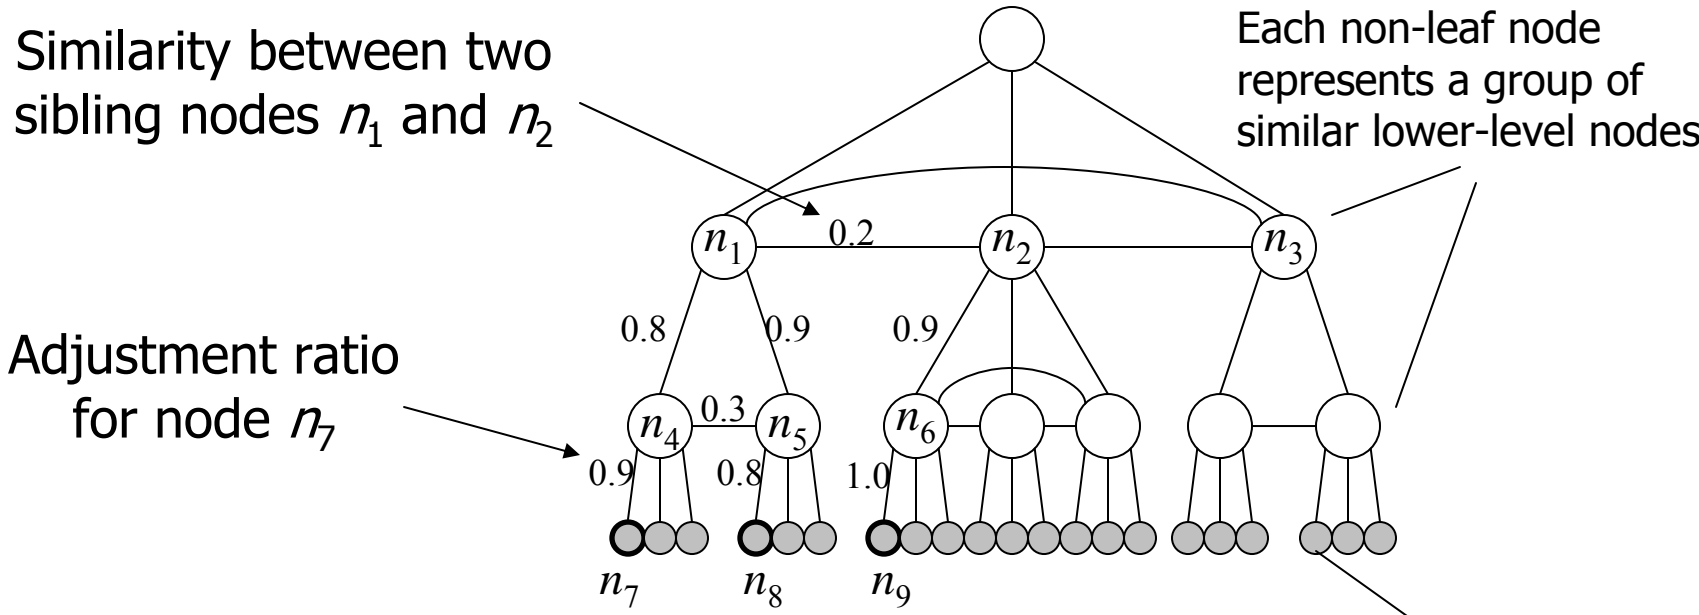 Similarity between two
sibling nodes n1 and n2
Each non-leaf node
represents a group of
similar lower-level nodes
n1
0.2
n2
n3
0.8
0.9
0.9
Adjustment ratio
for node n7
n4
0.3
n5
n6
0.9
0.8
1.0
n7
n8
n9